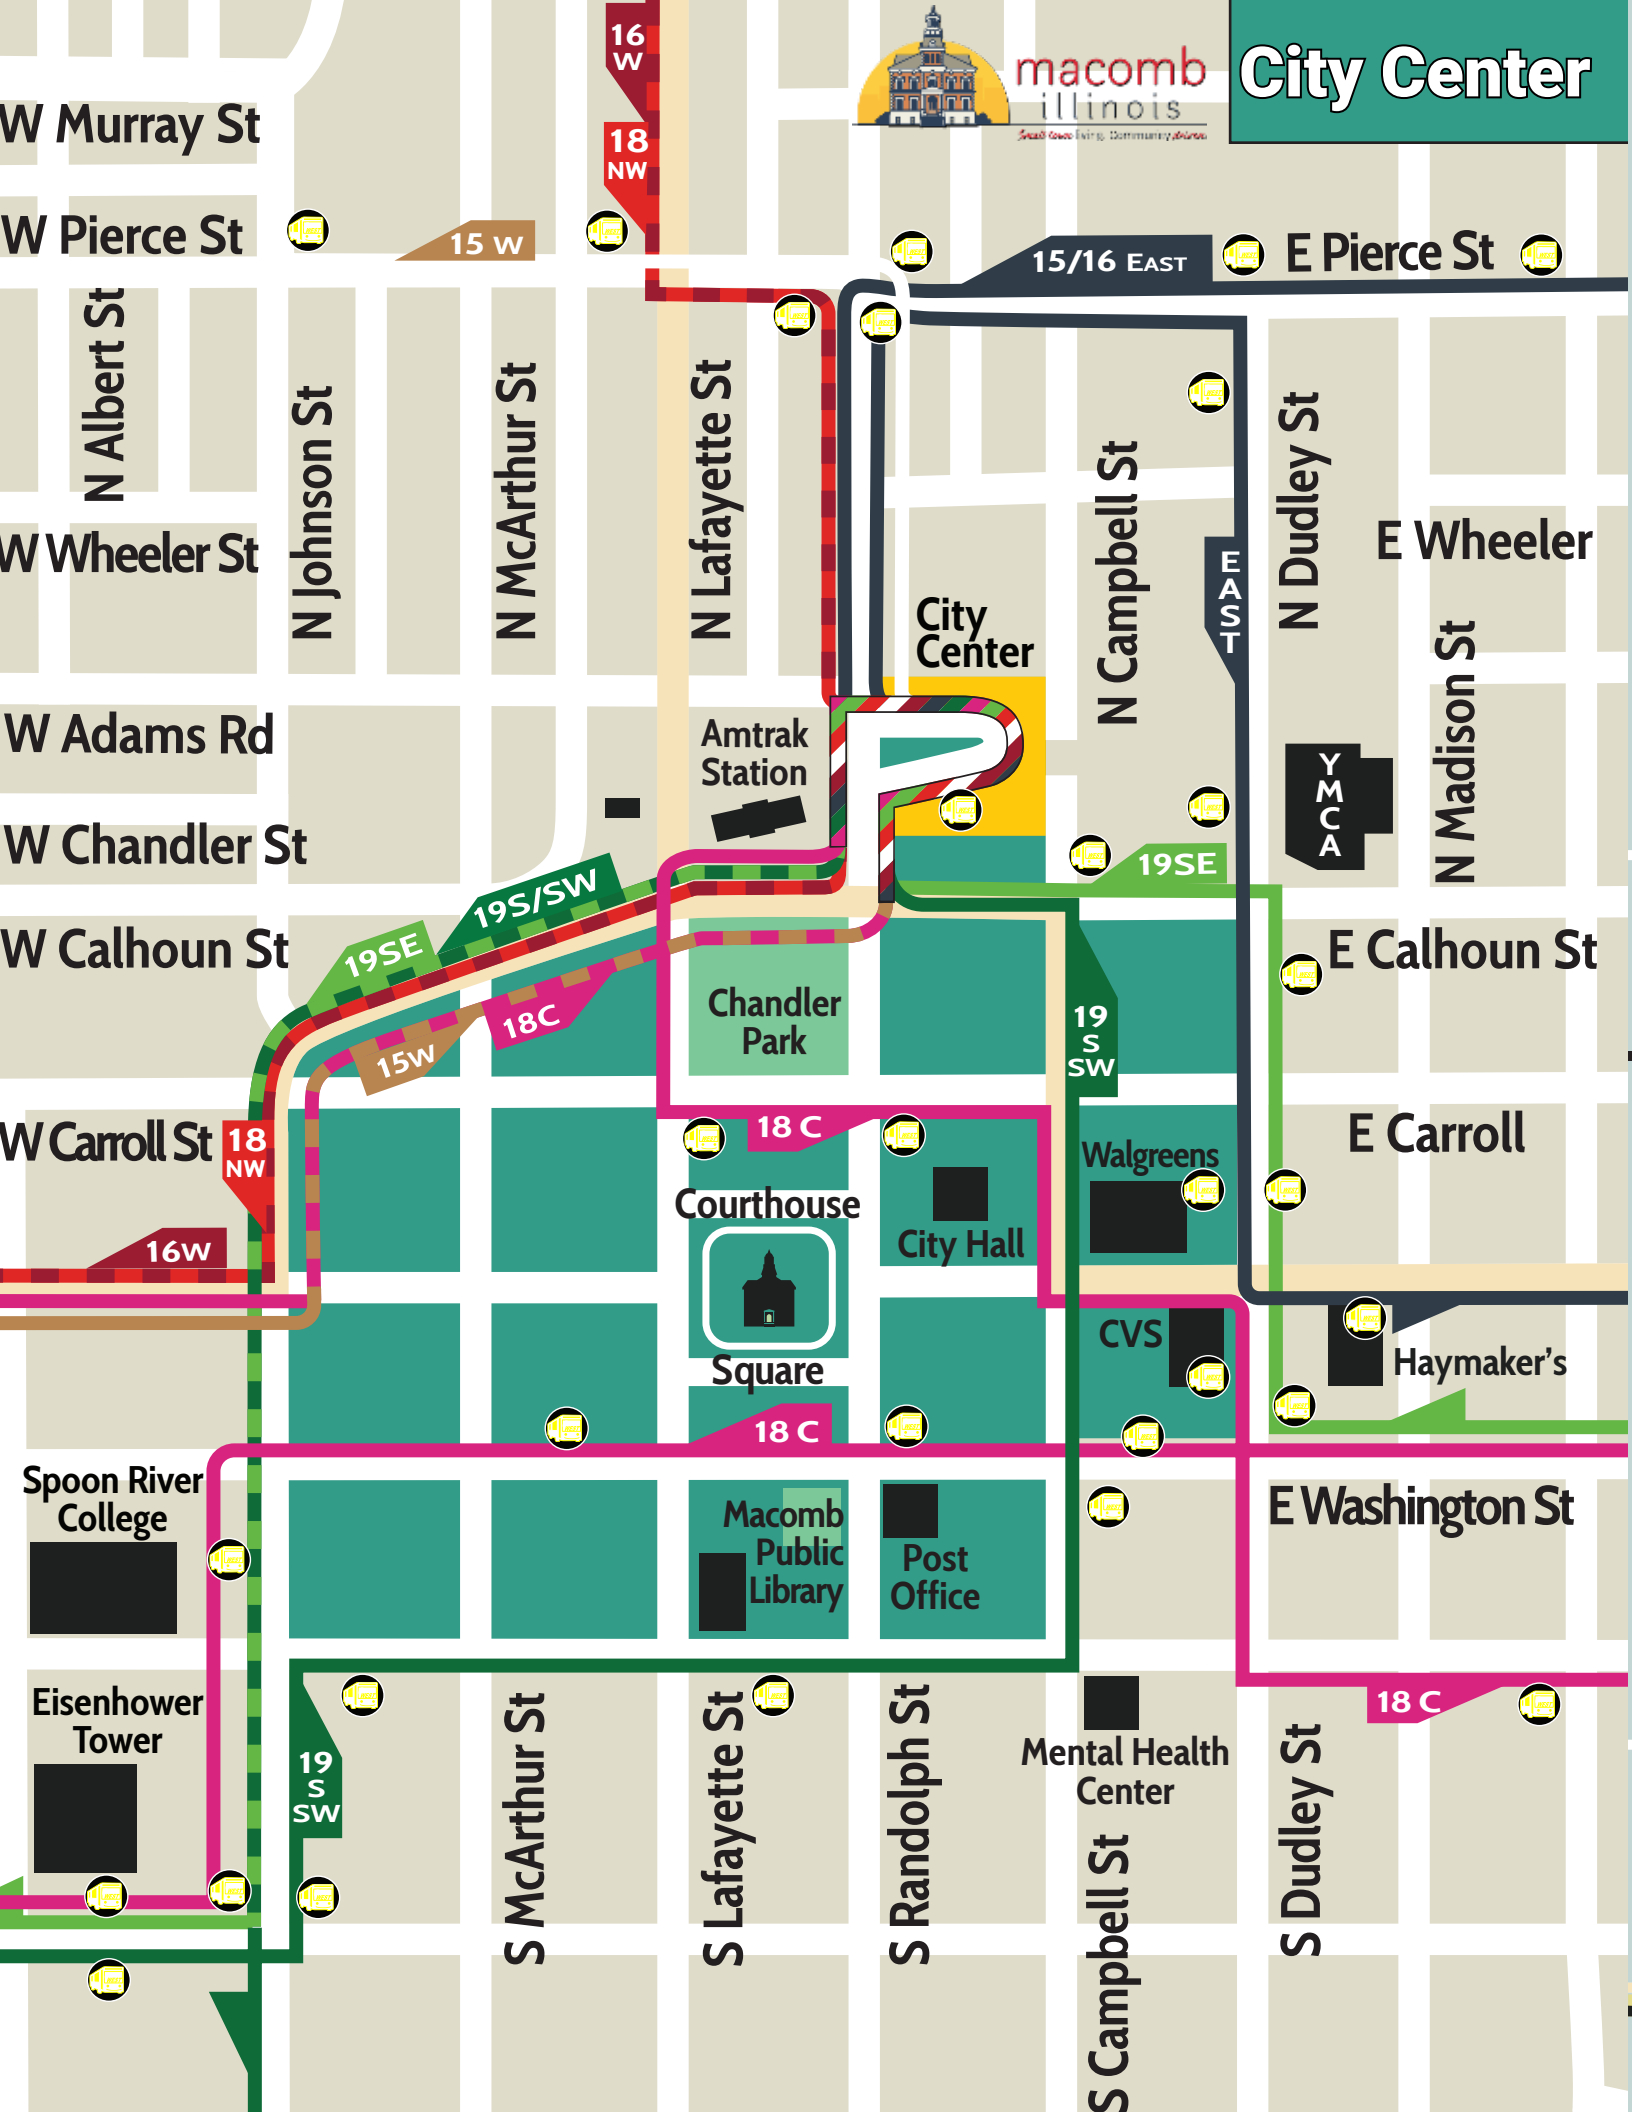 16
W
macomb
illinois
Small town living. Community driven.
City Center
W Murray St
18
NW
W Pierce St
15 W
15/16 EAST
E Pierce St
N Albert St
N Johnson St
N McArthur St
N Lafayette St
N Campbell St
N Dudley St
W Wheeler St
E Wheeler
E
A
S
T
City
Center
N Madison St
W Adams Rd
Amtrak
Station
Y
M
C
A
W Chandler St
19SE
19S/SW
W Calhoun St
19SE
E Calhoun St
Chandler
Park
18C
15W
19
S
SW
W Carroll St
18
NW
18 C
E Carroll
Walgreens
Courthouse
City Hall
16W
CVS
Square
Haymaker's
18 C
Spoon River
College
Macomb
Public
Library
Post
Office
E Washington St
Eisenhower
Tower
18 C
19
S
SW
Mental Health
Center
S McArthur St
S Lafayette St
S Randolph St
S Campbell St
S Dudley St